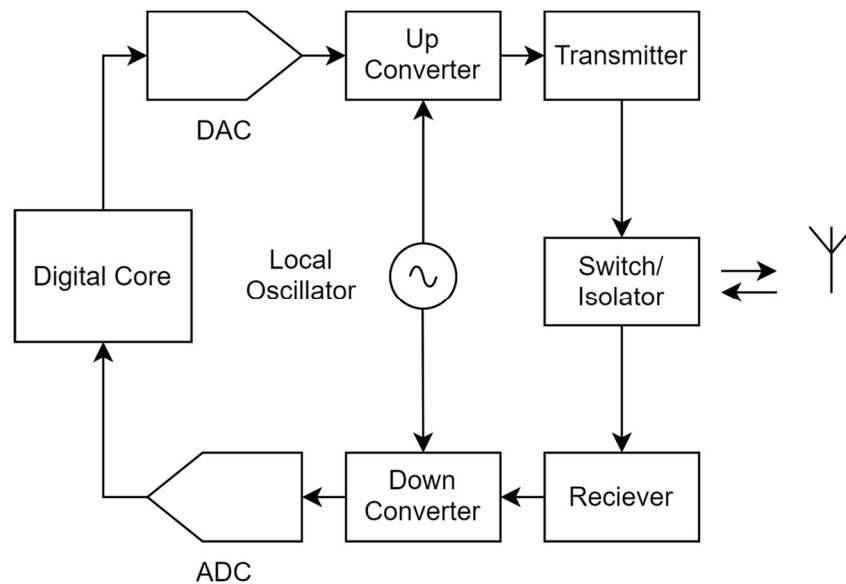 Up
Converter
Transmitter
DAC
Digital Core
Local
Oscillator
Switch/
Isolator
Down
Converter
Reciever
ADC